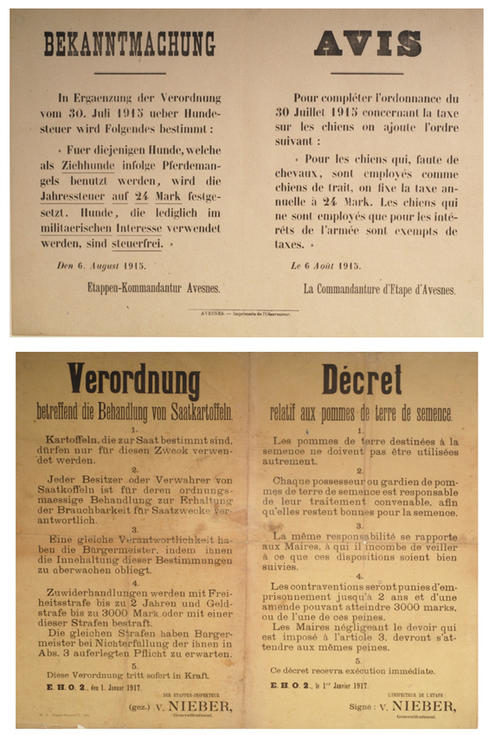 BEKANNTMACHUNG
In Ergaenzung der Verordnung
vom 30. Juli 1915 ueber Hunde-
steuer wird Folgendes bestimmt :
« Fuer diejenigen Hunde, welche
als Ziehhunde infolge Pferdeman-
gels benutzt werden, wird die
Jahressteuer auf 24 Mark festge-
setzt. Hunde, die lediglich im
militaerischen Interesse verwendet
werden, sind steuerfrei. »
Den 6. August 1915.
Etappen-Kommandantur Avesnes.
AVIS
Pour compléter l'ordonnance du
30 Juillet 1915 concernant la taxe
sur les chiens on ajoute l'ordre
suivant :
« Pour les chiens qui, faute de
chevaux, sont employés comme
chiens de trait, on fixe la taxe an-
nuelle à 24 Mark. Les chiens qui
ne sont employés que pour les inté-
rêts de l'armée sont exempts de
taxes. »
Le 6 Août 1915.
La Commandanture d'Etape d'Avesnes.
AVESNES. — Imprimerie de l'Observateur.
Verordnung
betreffend die Behandlung von Saatkartoffeln.
1.
Kartoffeln, die zur Saat bestimmt sind,
dürfen nur für diesen Zweck verwen-
det werden.
2.
Jeder Besitzer oder Verwahrer von
Saatkoffeln ist für deren ordnungs-
maessige Behandlung zur Erhaltung
der Brauchbarkeit für Saatzwecke ver-
antwortlich.
3.
Eine gleiche Verantwortlichkeit ha-
ben die Bürgermeister, indem ihnen
die Innehaltung dieser Bestimmungen
zu oberwachen obliegt.
4.
Zuwiderhandlungen werden mit Frei-
heitsstrafe bis zu 2 Jahren und Geld-
strafe bis zu 3000 Mark oder mit einer
dieser Strafen bestraft.
Die gleichen Strafen haben Bürger-
meister bei Nichterfüllung der ihnen in
Abs. 3 auferlegten Pflicht zu erwarten.
5.
Diese Verordnung tritt sofort in Kraft.
E. H. O. 2., den 1. Januar 1917.
DER ETAPPEN-INSPEKTEUR
(gez.) V. NIEBER,
Generalleutnant.
Décret
relatif aux pommes de terre de semence.
1.
Les pommes de terre destinées à la
semence ne doivent pas être utilisées
autrement.
2.
Chaque possesseur ou gardien de pom-
mes de terre de semence est responsable
de leur traitement convenable, afin
qu'elles restent bonnes pour la semence.
3.
La même responsabilité se rapporte
aux Maires, à qui il incombe de veiller
à ce que ces dispositions soient bien
suivies.
4.
Les contraventions seront punies d'em-
prisonnement jusqu'à 2 ans et d'une
amende pouvant atteindre 3000 marks,
ou de l'une de ces peines.
Les Maires négligeant le devoir qui
est imposé à l'article 3, devront s'at-
tendre aux mêmes peines.
5.
Ce décret recevra exécution immédiate.
E. H. O. 2., le 1er Janvier 1917.
L'INSPECTEUR DE L'ETAPE :
Signé : V. NIEBER,
Generalleutnant.